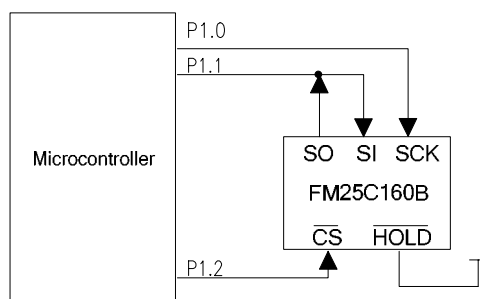 P1.0
P1.1
Microcontroller
SO SI SCK
FM25C160B
CS HOLD
P1.2